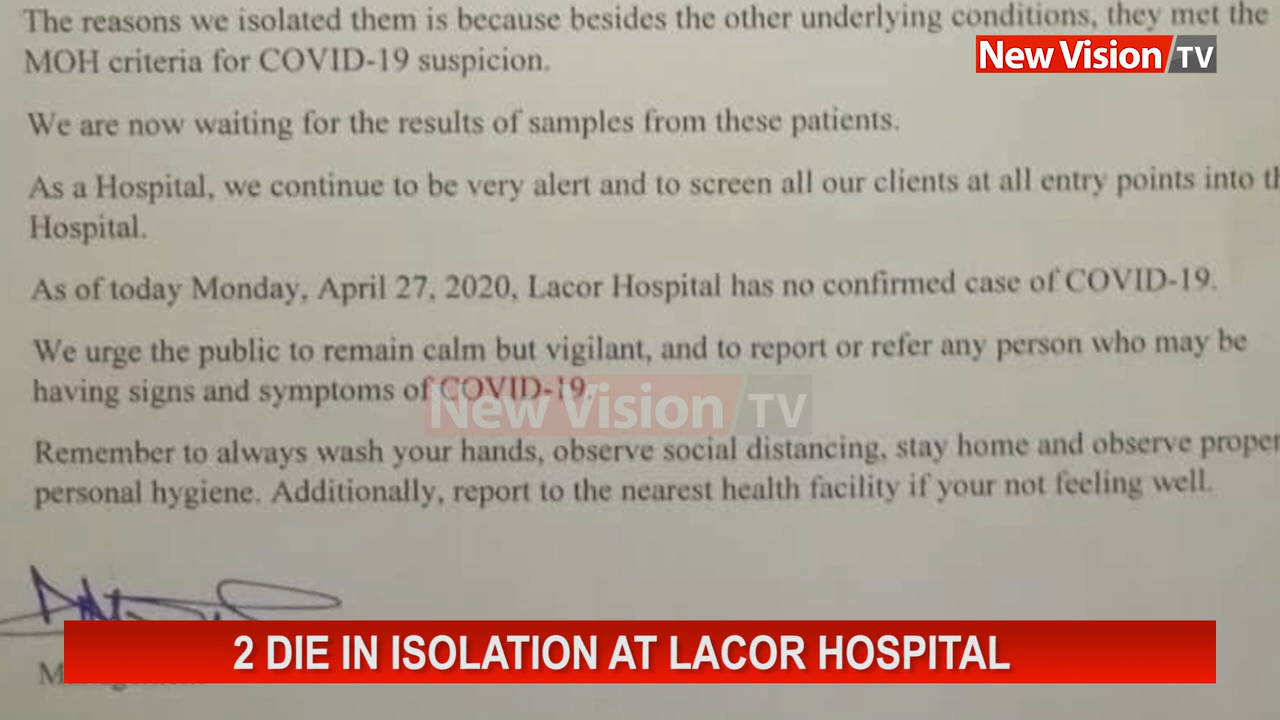 The reasons we isolated them is because besides the other underlying conditions, they met the
MOH criteria for COVID-19 suspicion.
New Vision TV
We are now waiting for the results of samples from these patients.
As a Hospital, we continue to be very alert and to screen all our clients at all entry points into th
Hospital.
As of today Monday, April 27, 2020, Lacor Hospital has no confirmed case of COVID-19.
We urge the public to remain calm but vigilant, and to report or refer any person who may be
having signs and symptoms of COVID-19.
New Vision TV
Remember to always wash your hands, observe social distancing, stay home and observe proper
personal hygiene. Additionally, report to the nearest health facility if your not feeling well.
2 DIE IN ISOLATION AT LACOR HOSPITAL